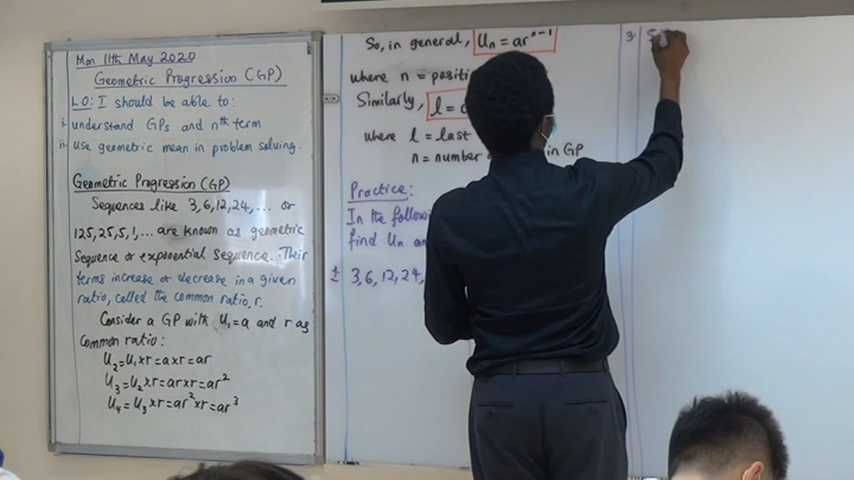 Mon 11th May 2020
Geometric Progression (GP)
LO: I should be able to:
i. understand GPs and nth term
ii. Use geometric mean in problem solving.
Geometric Progression (GP)
Sequences like 3, 6, 12, 24, ... or
125, 25, 5, 1, ... are known as geometric
Sequence or exponential sequence. Their
terms increase or decrease in a given
ratio, called the common ratio, r.
Consider a GP with U₁ = a and r as
Common ratio:
U₂ = U₁ × r = a × r = ar
U₃ = U₂ × r = ar × r = ar²
U₄ = U₃ × r = ar² × r = ar³
So, in general, Uₙ = arⁿ⁻¹
where n =
Similarly, l =
where l = last
n = number in GP
Practice:
In the
find Uₙ
1. 3, 6, 12, 24,
3. 5